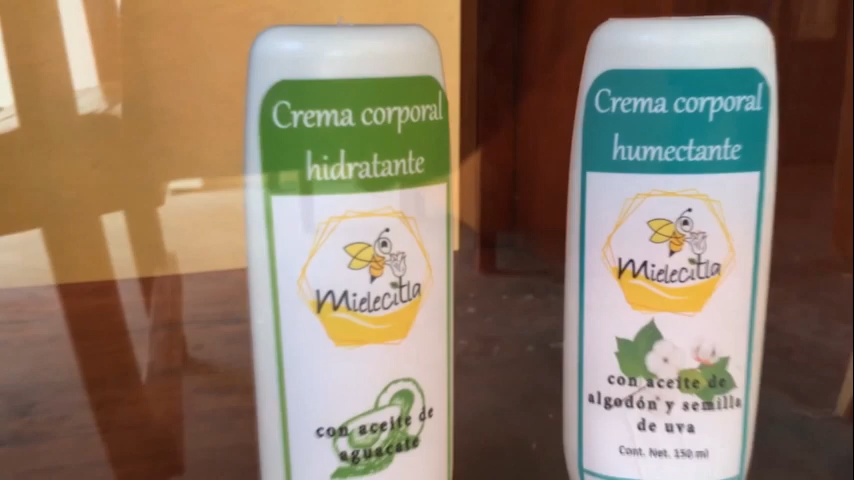 Crema corporal
hidratante
Mielecitla
con aceite de
aguacate
Crema corporal
humectante
Mielecitla
con aceite de
algodón y semilla
de uva
Cont. Net. 150 ml